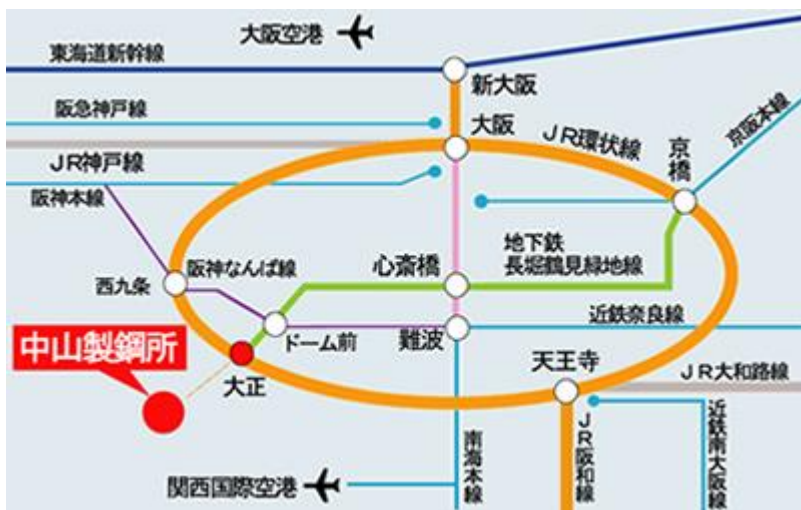 大阪空港
東海道新幹線
新大阪
阪急神戸線
大阪
JR環状線
京橋
京阪本線
JR神戸線
阪神本線
地下鉄
長堀鶴見緑地線
心斎橋
阪神なんば線
西九条
近鉄奈良線
ドーム前
難波
中山製鋼所
大正
天王寺
JR大和路線
南海本線
JR阪和線
近鉄南大阪線
関西国際空港